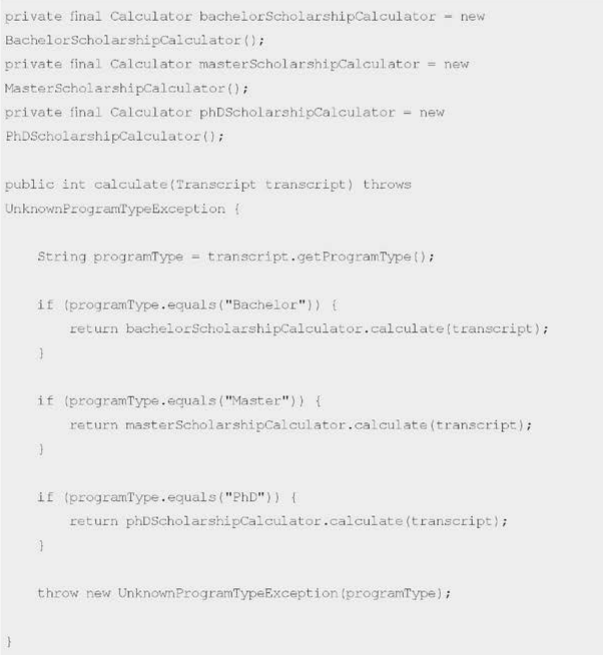 private final Calculator bachelorScholarshipCalculator = new
BachelorScholarshipCalculator();
private final Calculator masterScholarshipCalculator = new
MasterScholarshipCalculator();
private final Calculator phDScholarshipCalculator = new
PhDScholarshipCalculator();

public int calculate(Transcript transcript) throws
UnknownProgramTypeException {

    String programType = transcript.getProgramType();

    if (programType.equals("Bachelor")) {
        return bachelorScholarshipCalculator.calculate(transcript);
    }

    if (programType.equals("Master")) {
        return masterScholarshipCalculator.calculate(transcript);
    }

    if (programType.equals("PhD")) {
        return phDScholarshipCalculator.calculate(transcript);
    }

    throw new UnknownProgramTypeException(programType);

}